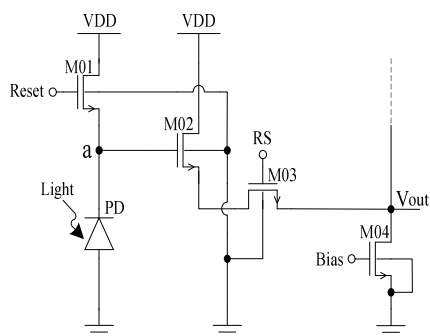 VDD VDD
M01
Reset
M02
RS
a
M03
Light
PD
Vout
M04
Bias